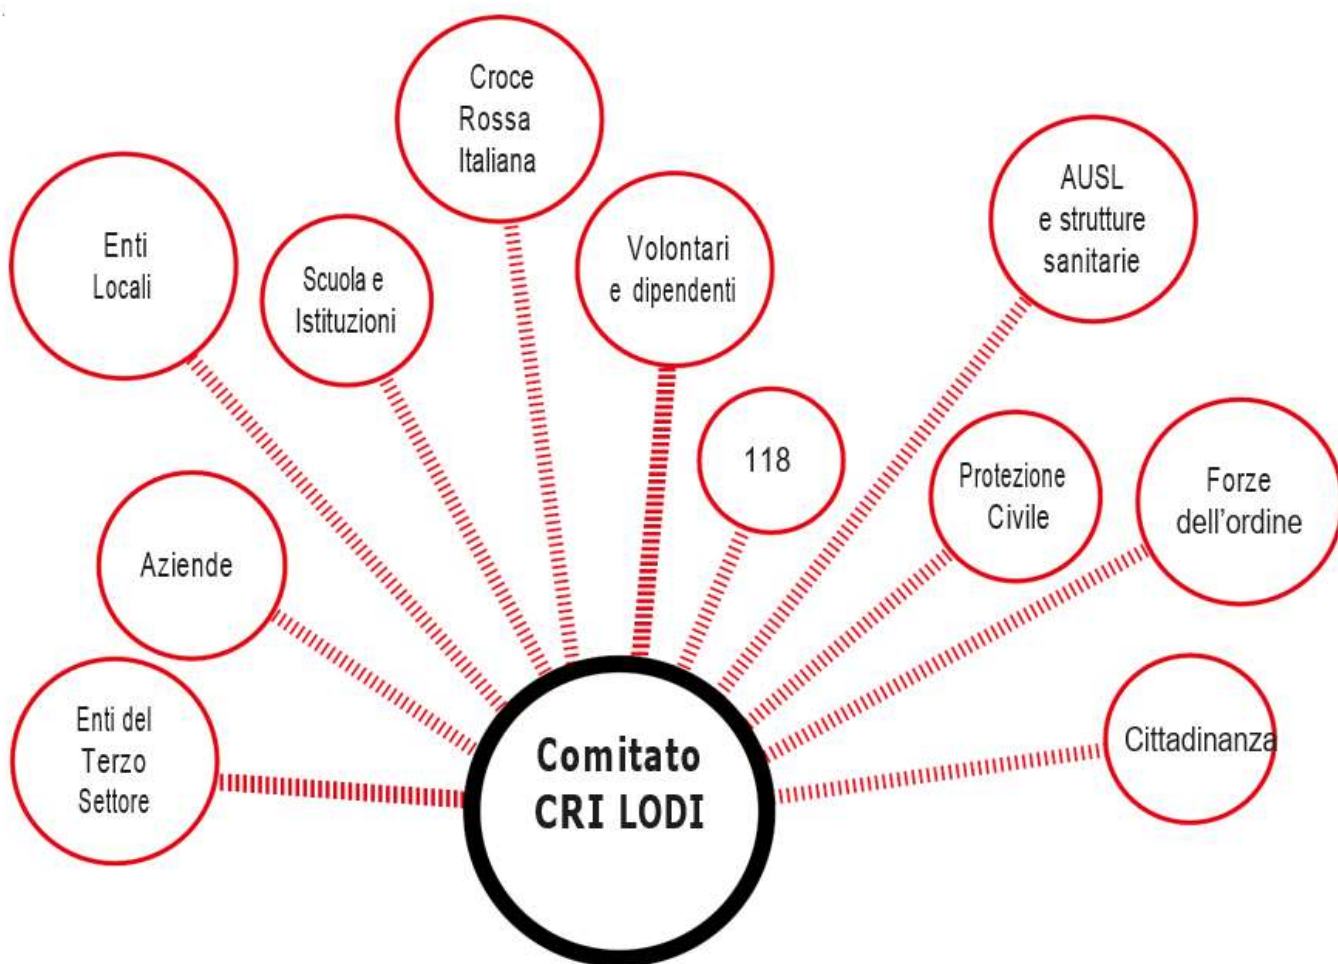 Croce
Rossa
Italiana
Enti
Locali
Scuola e
Istituzioni
Volontari
e dipendenti
AUSL
e strutture
sanitarie
118
Protezione
Civile
Forze
dell'ordine
Aziende
Enti del
Terzo
Settore
Comitato
CRI LODI
Cittadinanza